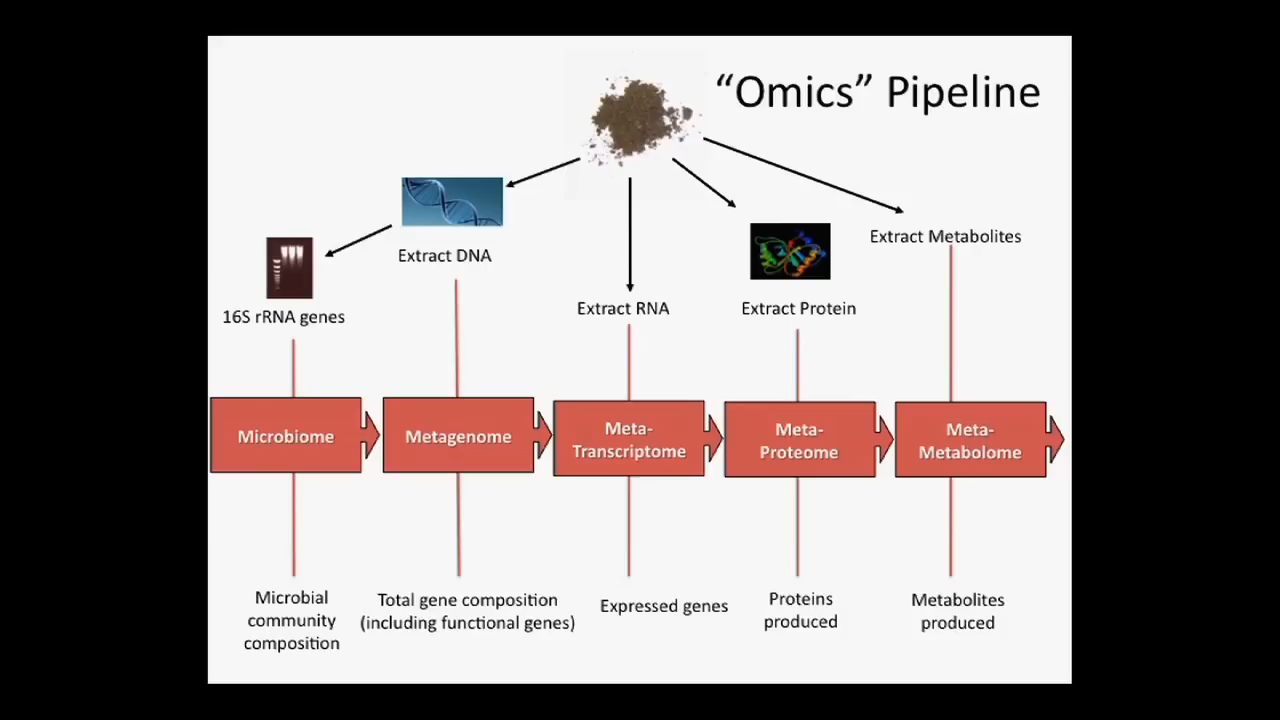 “Omics” Pipeline
Extract DNA
Extract Metabolites
16S rRNA genes
Extract RNA
Extract Protein
Microbiome
Metagenome
Meta-
Transcriptome
Meta-
Proteome
Meta-
Metabolome
Microbial
community
composition
Total gene composition
(including functional genes)
Expressed genes
Proteins
produced
Metabolites
produced